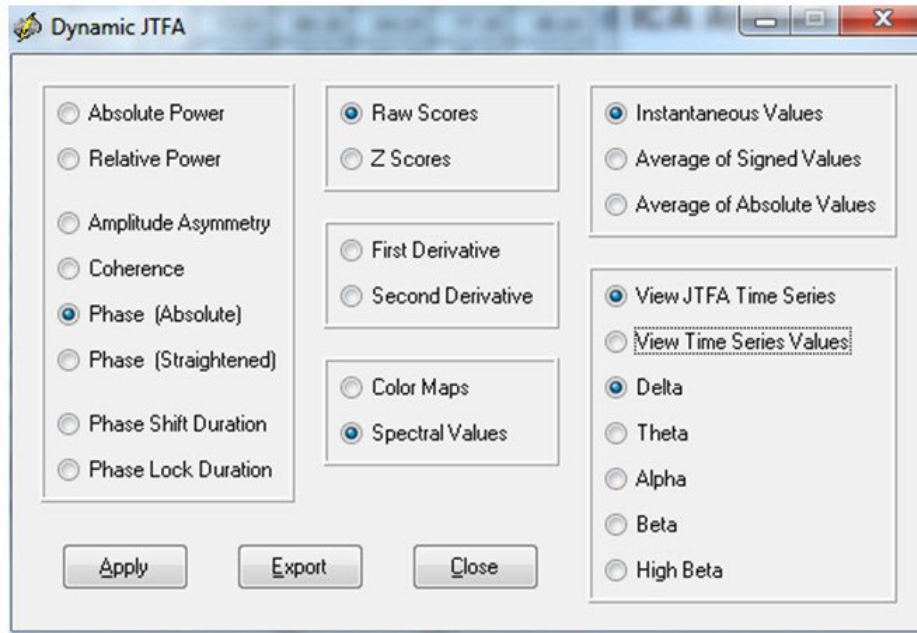 Dynamic JTFA
Absolute Power
Relative Power
Amplitude Asymmetry
Coherence
Phase (Absolute)
Phase (Straightened)
Phase Shift Duration
Phase Lock Duration
Raw Scores
Z Scores
First Derivative
Second Derivative
Color Maps
Spectral Values
Instantaneous Values
Average of Signed Values
Average of Absolute Values
View JTFA Time Series
View Time Series Values
Delta
Theta
Alpha
Beta
High Beta
Apply
Export
Close